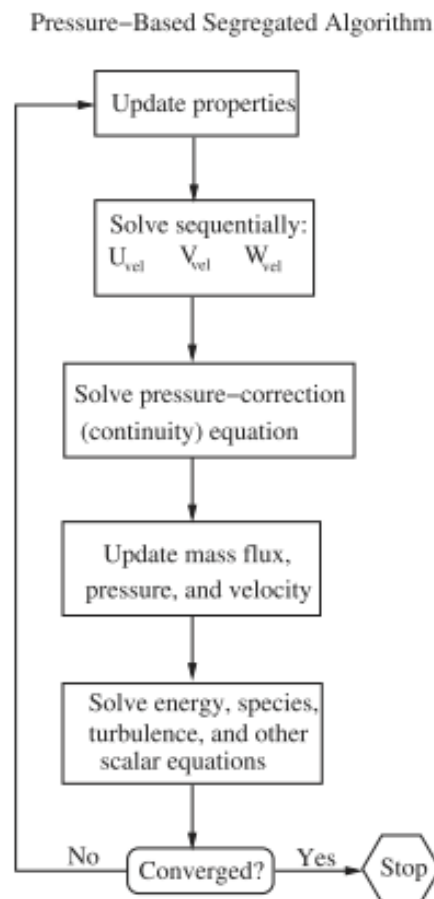 Pressure−Based Segregated Algorithm
Update properties
Solve sequentially:
U_vel V_vel W_vel
Solve pressure−correction
(continuity) equation
Update mass flux,
pressure, and velocity
Solve energy, species,
turbulence, and other
scalar equations
No Converged? Yes Stop